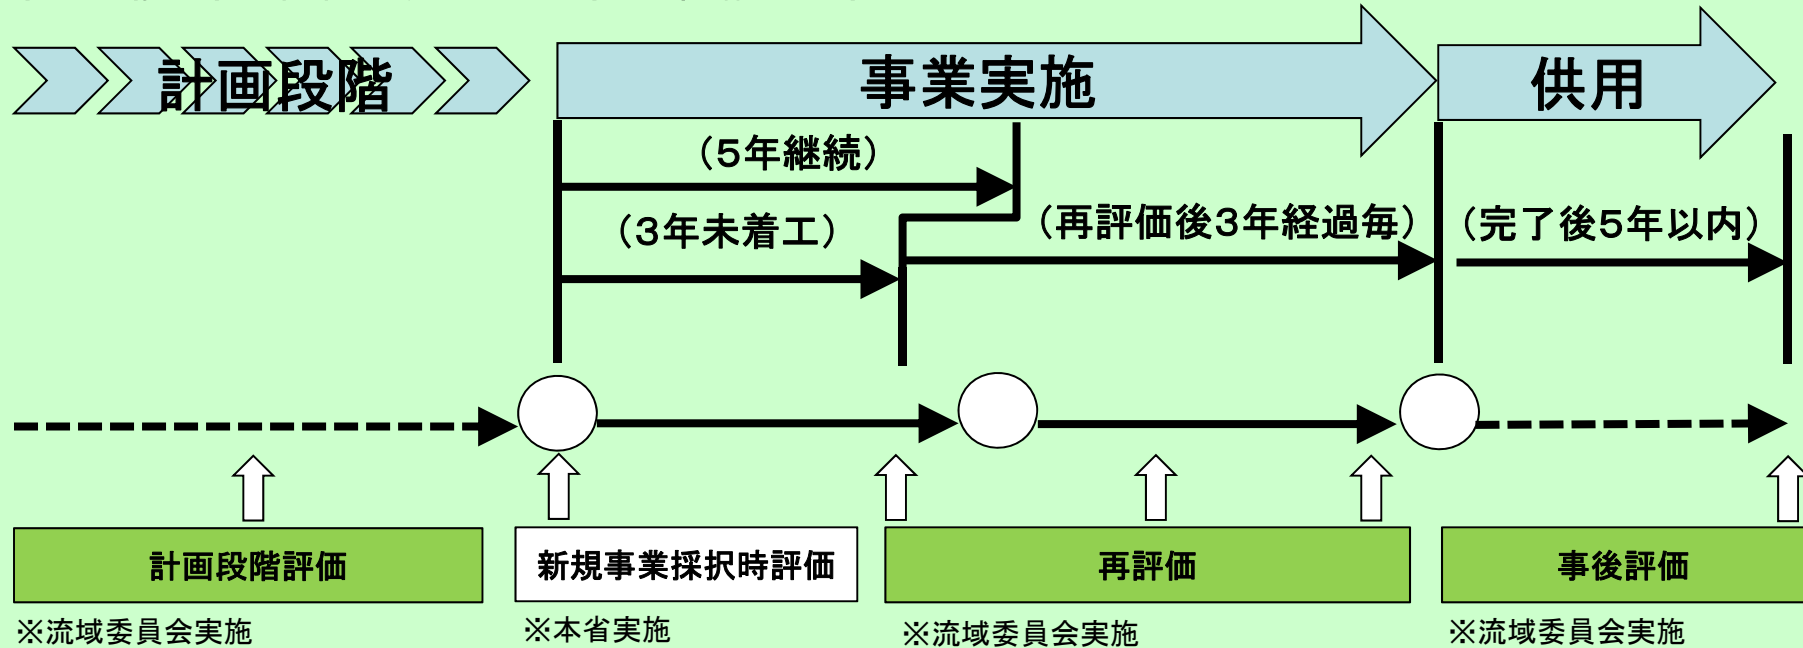 計画段階
事業実施
供用
（５年継続）
（３年未着工）
（再評価後３年経過毎）
（完了後５年以内）
計画段階評価
新規事業採択時評価
再評価
事後評価
※流域委員会実施
※本省実施
※流域委員会実施
※流域委員会実施